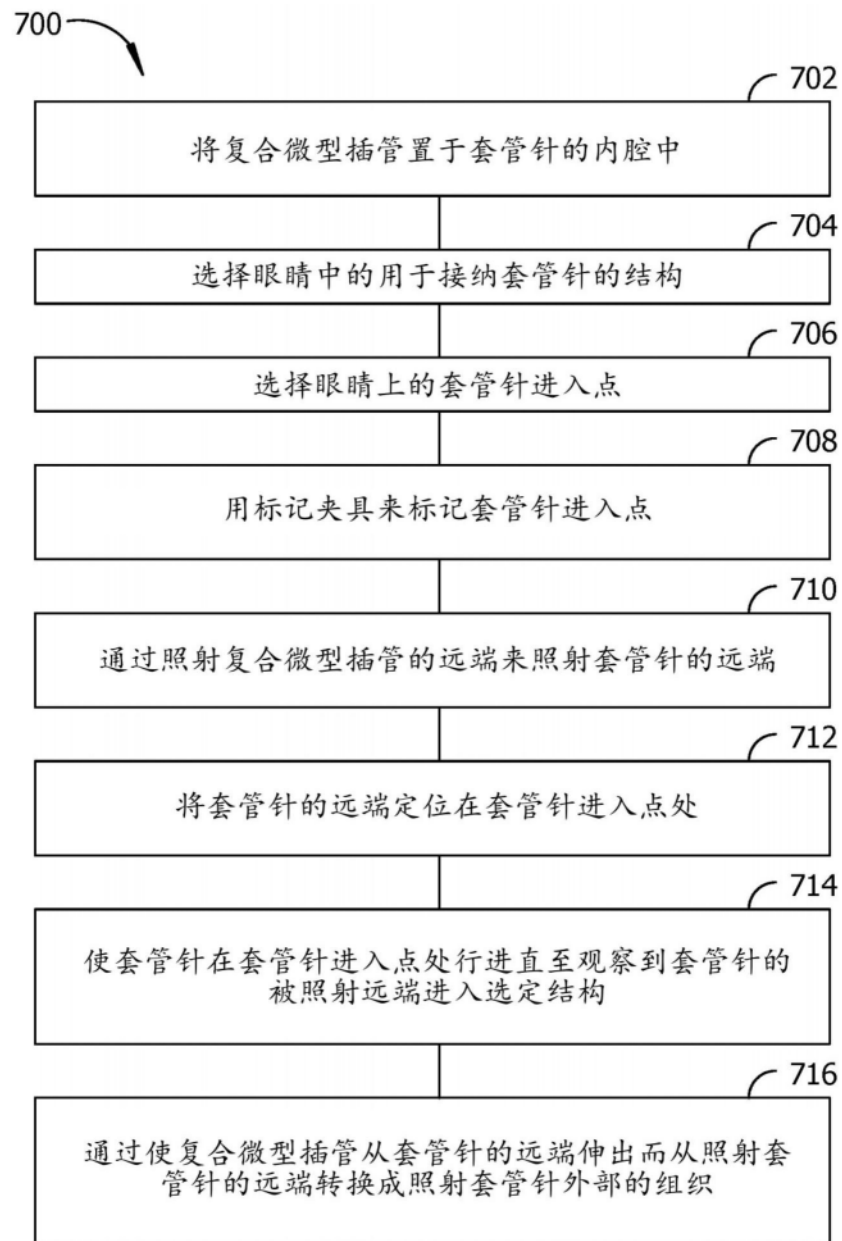 700
702
将复合微型插管置于套管针的内腔中
704
选择眼睛中的用于接纳套管针的结构
706
选择眼睛上的套管针进入点
708
用标记夹具来标记套管针进入点
710
通过照射复合微型插管的远端来照射套管针的远端
712
将套管针的远端定位在套管针进入点处
714
使套管针在套管针进入点处行进直至观察到套管针的
被照射远端进入选定结构
716
通过使复合微型插管从套管针的远端伸出而从照射套
管针的远端转换成照射套管针外部的组织